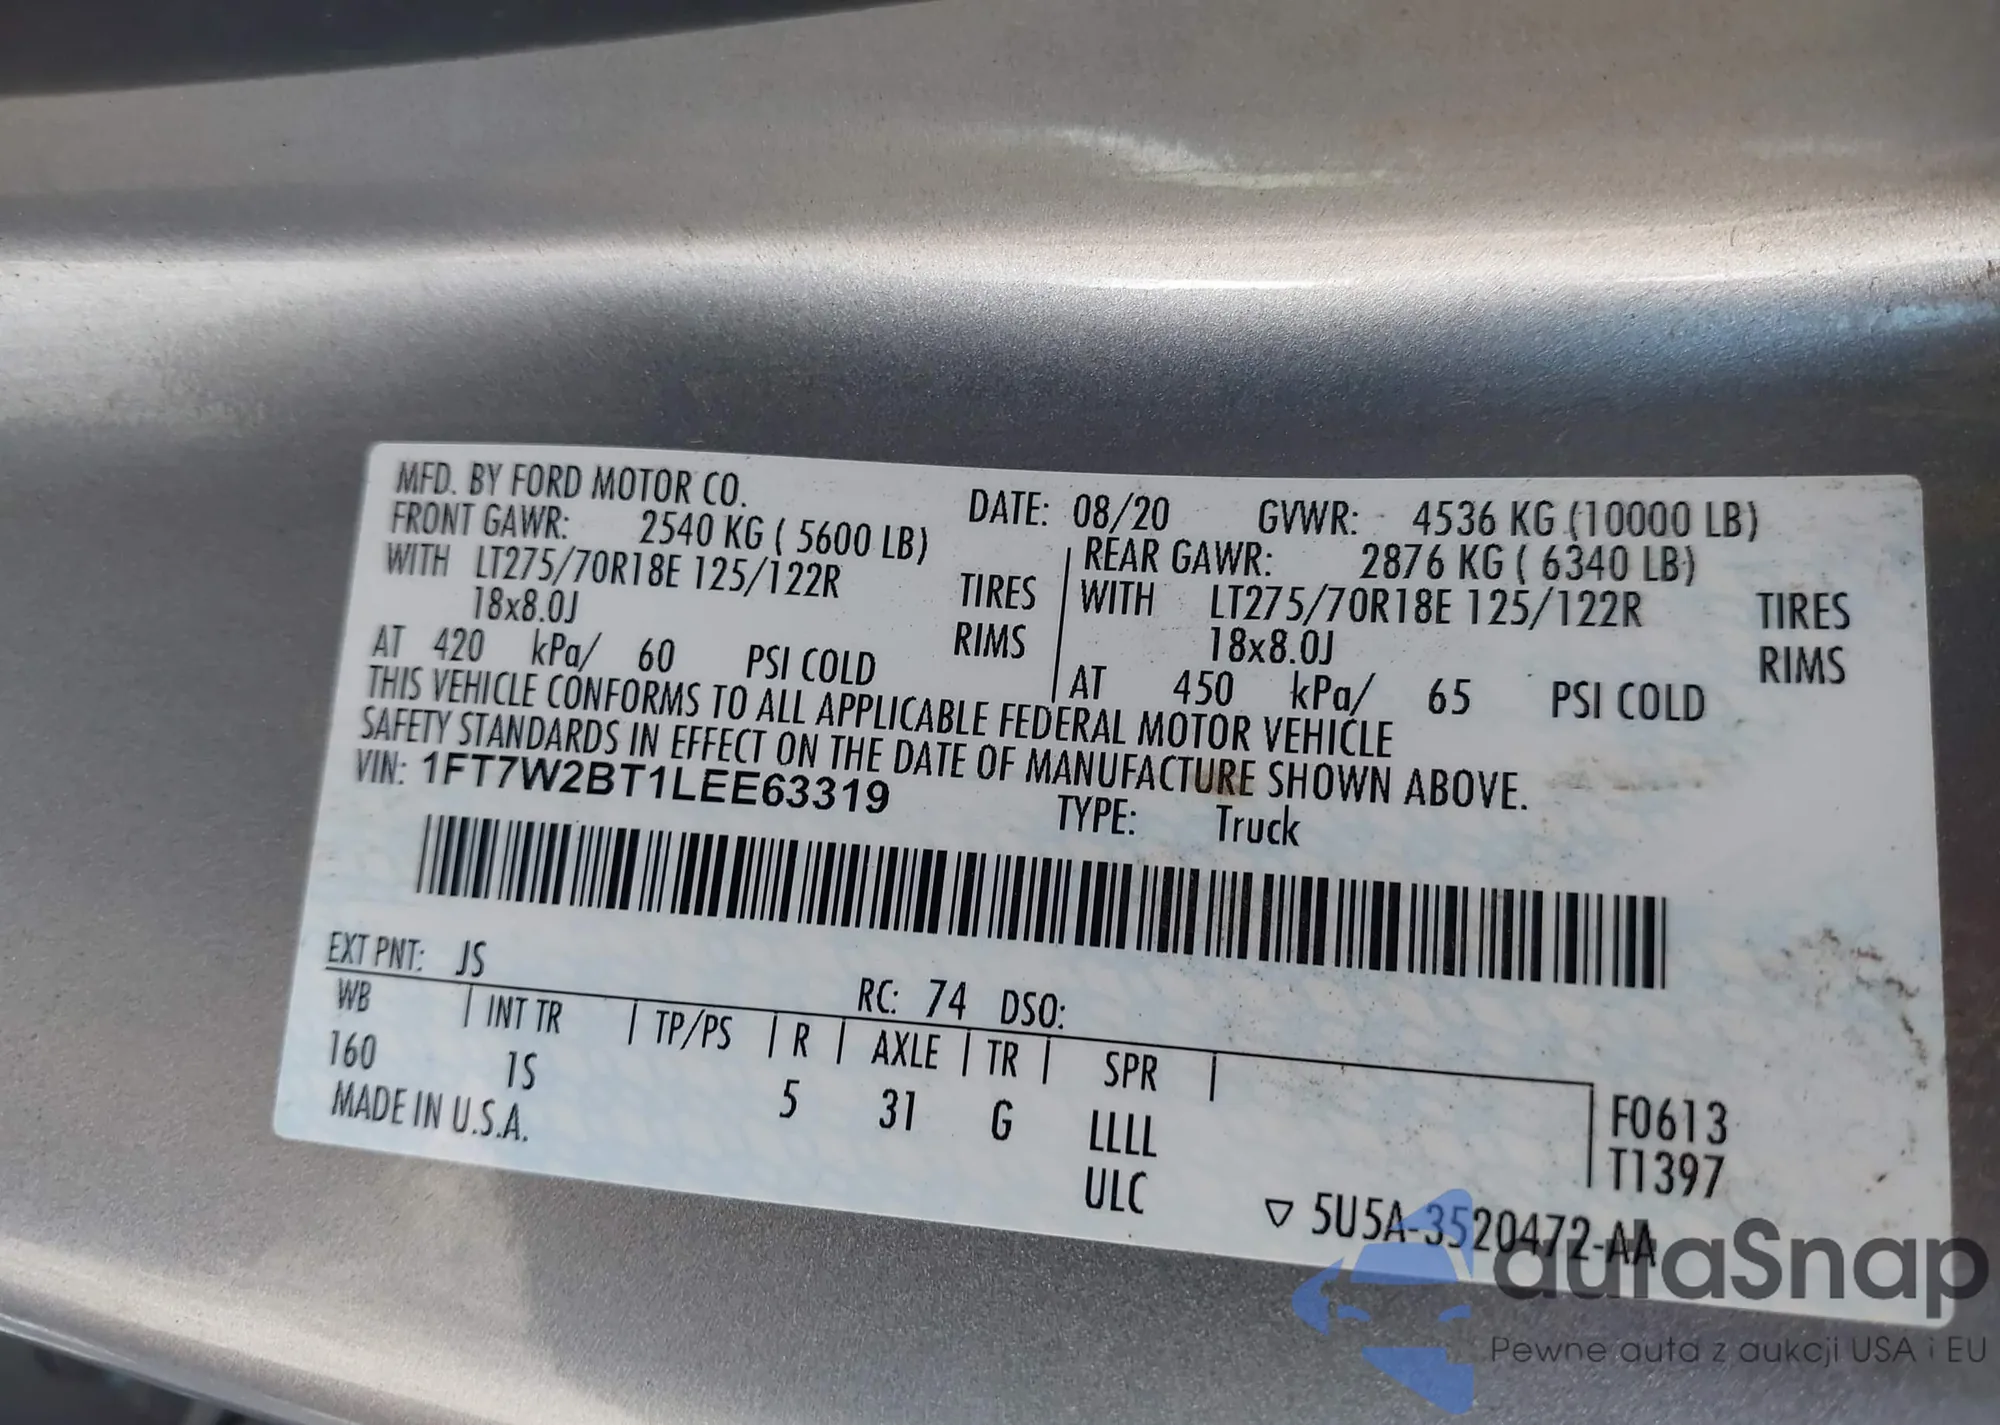 MFD. BY FORD MOTOR CO. DATE: 08/20 GVWR: 4536 KG (10000 LB)
FRONT GAWR: 2540 KG ( 5600 LB) REAR GAWR: 2876 KG ( 6340 LB)
WITH LT275/70R18E 125/122R TIRES WITH LT275/70R18E 125/122R TIRES
18x8.0J RIMS 18x8.0J RIMS
AT 420 kPa/ 60 PSI COLD AT 450 kPa/ 65 PSI COLD
THIS VEHICLE CONFORMS TO ALL APPLICABLE FEDERAL MOTOR VEHICLE
SAFETY STANDARDS IN EFFECT ON THE DATE OF MANUFACTURE SHOWN ABOVE.
VIN: 1FT7W2BT1LEE63319 TYPE: Truck
EXT PNT: JS RC: 74 DSO:
WB INT TR TP/PS R AXLE TR SPR
160 1S 5 31 G LLLL F0613
MADE IN U.S.A. ULC T1397
▽ 5U5A-3520472-AA
autaSnap
Pewne auta z aukcji USA i EU